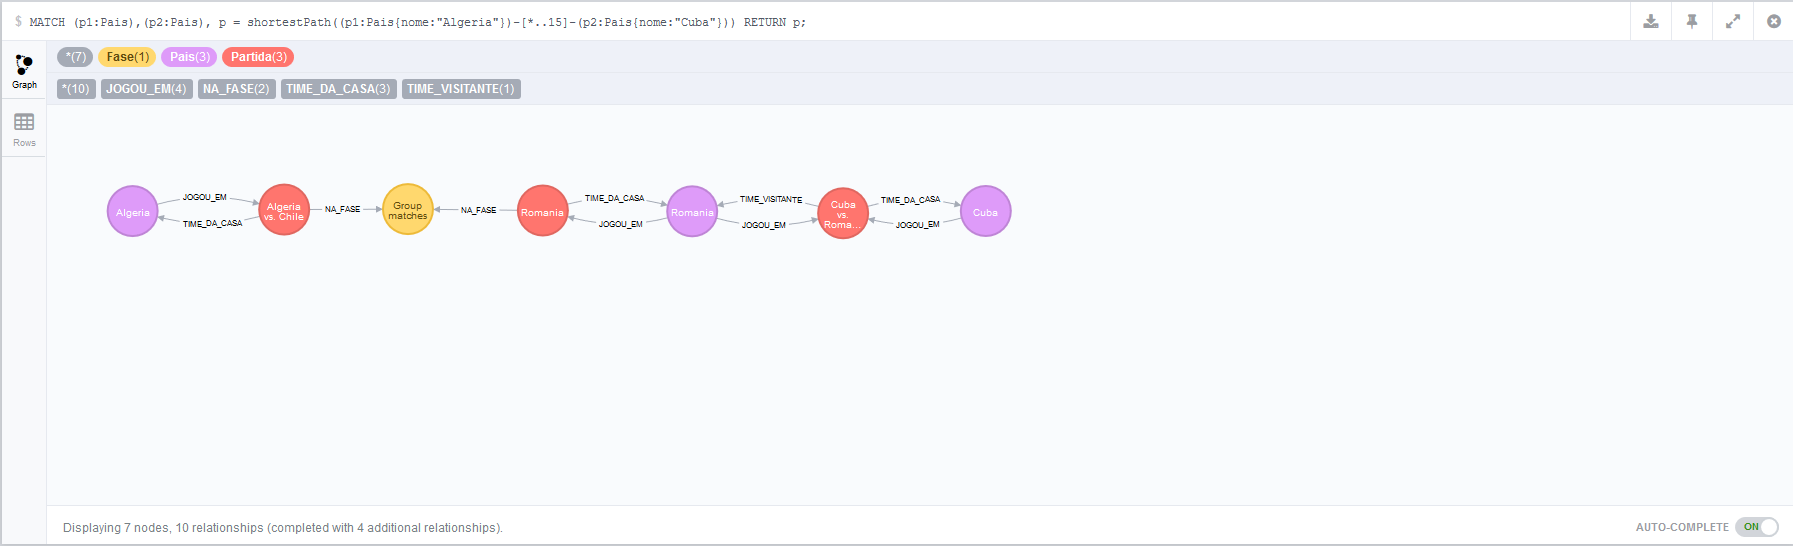 $ MATCH (p1:Pais),(p2:Pais), p = shortestPath((p1:Pais{nome:"Algeria"})-[*..15]-(p2:Pais{nome:"Cuba"})) RETURN p;
Graph
Rows
*(7) Fase(1) Pais(3) Partida(3)
*(10) JOGOU_EM(4) NA_FASE(2) TIME_DA_CASA(3) TIME_VISITANTE(1)
Algeria
JOGOU_EM
TIME_DA_CASA
Algeria
vs. Chile
NA_FASE
Group
matches
NA_FASE
Romania
TIME_DA_CASA
JOGOU_EM
Romania
TIME_VISITANTE
JOGOU_EM
Cuba
vs.
Roma...
TIME_DA_CASA
JOGOU_EM
Cuba
Displaying 7 nodes, 10 relationships (completed with 4 additional relationships).
AUTO-COMPLETE ON